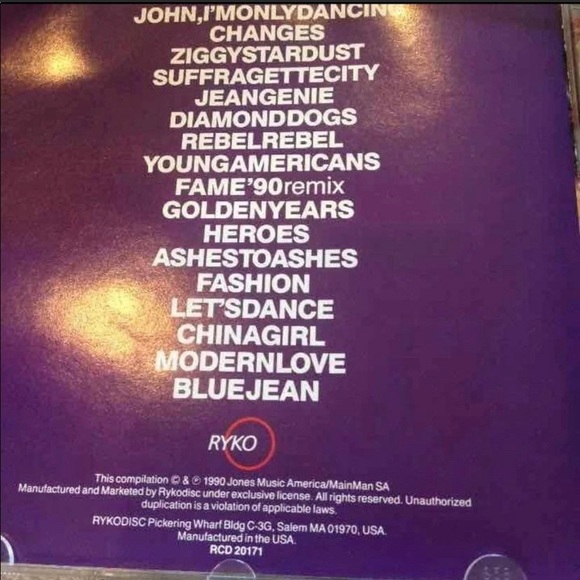 JOHN,I'MONLYDANCING
CHANGES
ZIGGYSTARDUST
SUFFRAGETTECITY
JEANGENIE
DIAMONDDOGS
REBELREBEL
YOUNGAMERICANS
FAME'90remix
GOLDENYEARS
HEROES
ASHESTOASHES
FASHION
LET'SDANCE
CHINAGIRL
MODERNLOVE
BLUEJEAN
RYKO
This compilation © & ℗ 1990 Jones Music America/MainMan SA
Manufactured and Marketed by Rykodisc under exclusive license. All rights reserved. Unauthorized
duplication is a violation of applicable laws.
RYKODISC Pickering Wharf Bldg C-3G, Salem MA 01970, USA.
Manufactured in the USA.
RCD 20171